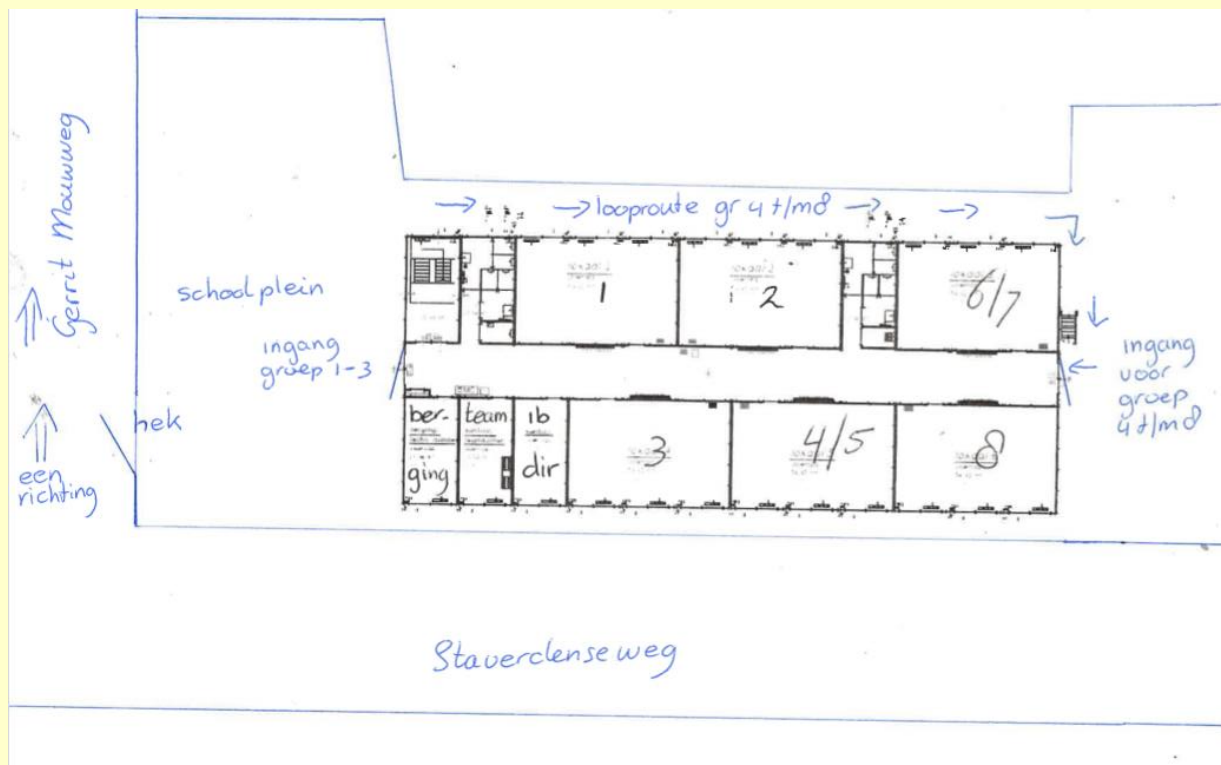 → → looproute gr 4 t/m 8 → →
Gerrit Mouwweg
schoolplein
1
2
6/7
ingang
groep 1-3
ingang
voor
groep
4 t/m 8
hek
een
richting
ber-
ging
team
ib
dir
3
4/5
8
Staverdenseweg